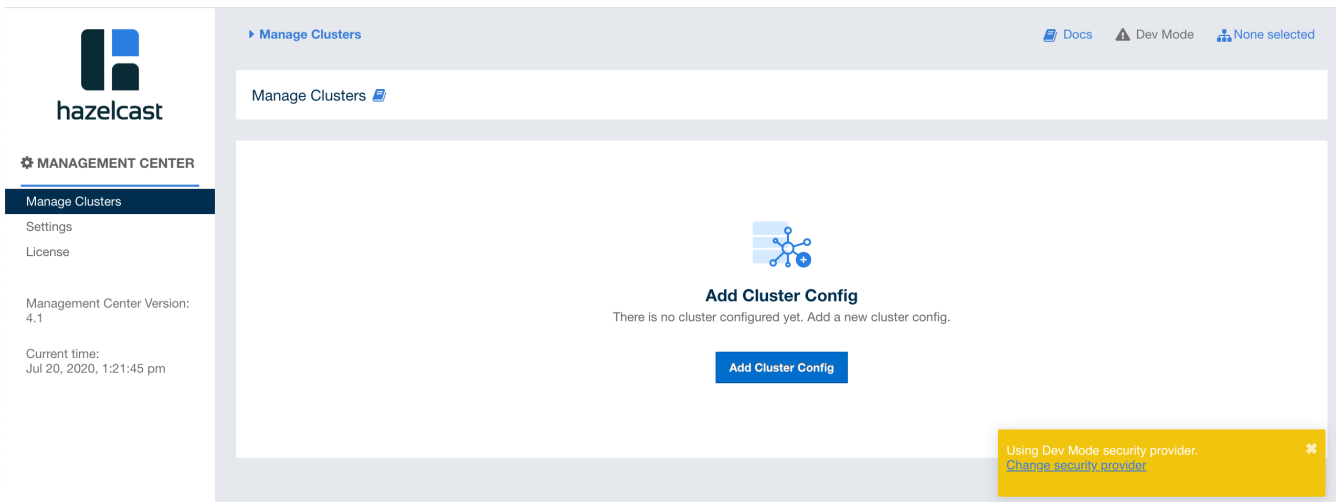 hazelcast
MANAGEMENT CENTER
Manage Clusters
Settings
License
Management Center Version:
4.1
Current time:
Jul 20, 2020, 1:21:45 pm
Manage Clusters
Docs
Dev Mode
None selected
Manage Clusters
Add Cluster Config
There is no cluster configured yet. Add a new cluster config.
Add Cluster Config
Using Dev Mode security provider.
Change security provider